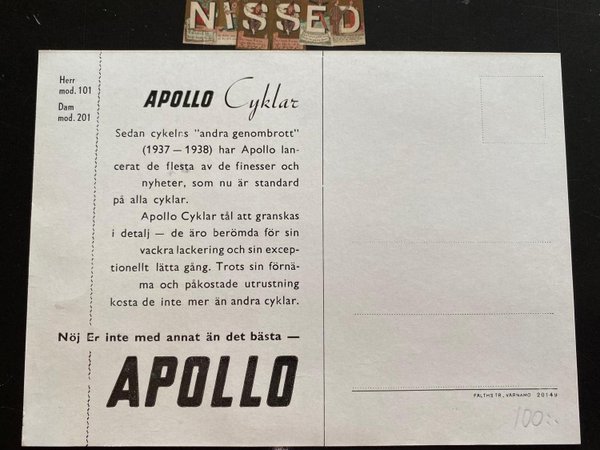 NISSED
Herr
mod. 101
Dam
mod. 201
APOLLO Cyklar
Sedan cykelns "andra genombrott"
(1937 — 1938) har Apollo lan-
cerat de flesta av de finesser och
nyheter, som nu är standard
på alla cyklar.
Apollo Cyklar tål att granskas
i detalj — de äro berömda för sin
vackra lackering och sin excep-
tionellt lätta gång. Trots sin förnä-
ma och påkostade utrustning
kosta de inte mer än andra cyklar.
Nöj Er inte med annat än det bästa —
APOLLO
FÄLTHS TR., VÄRNAMO 20149
100:-